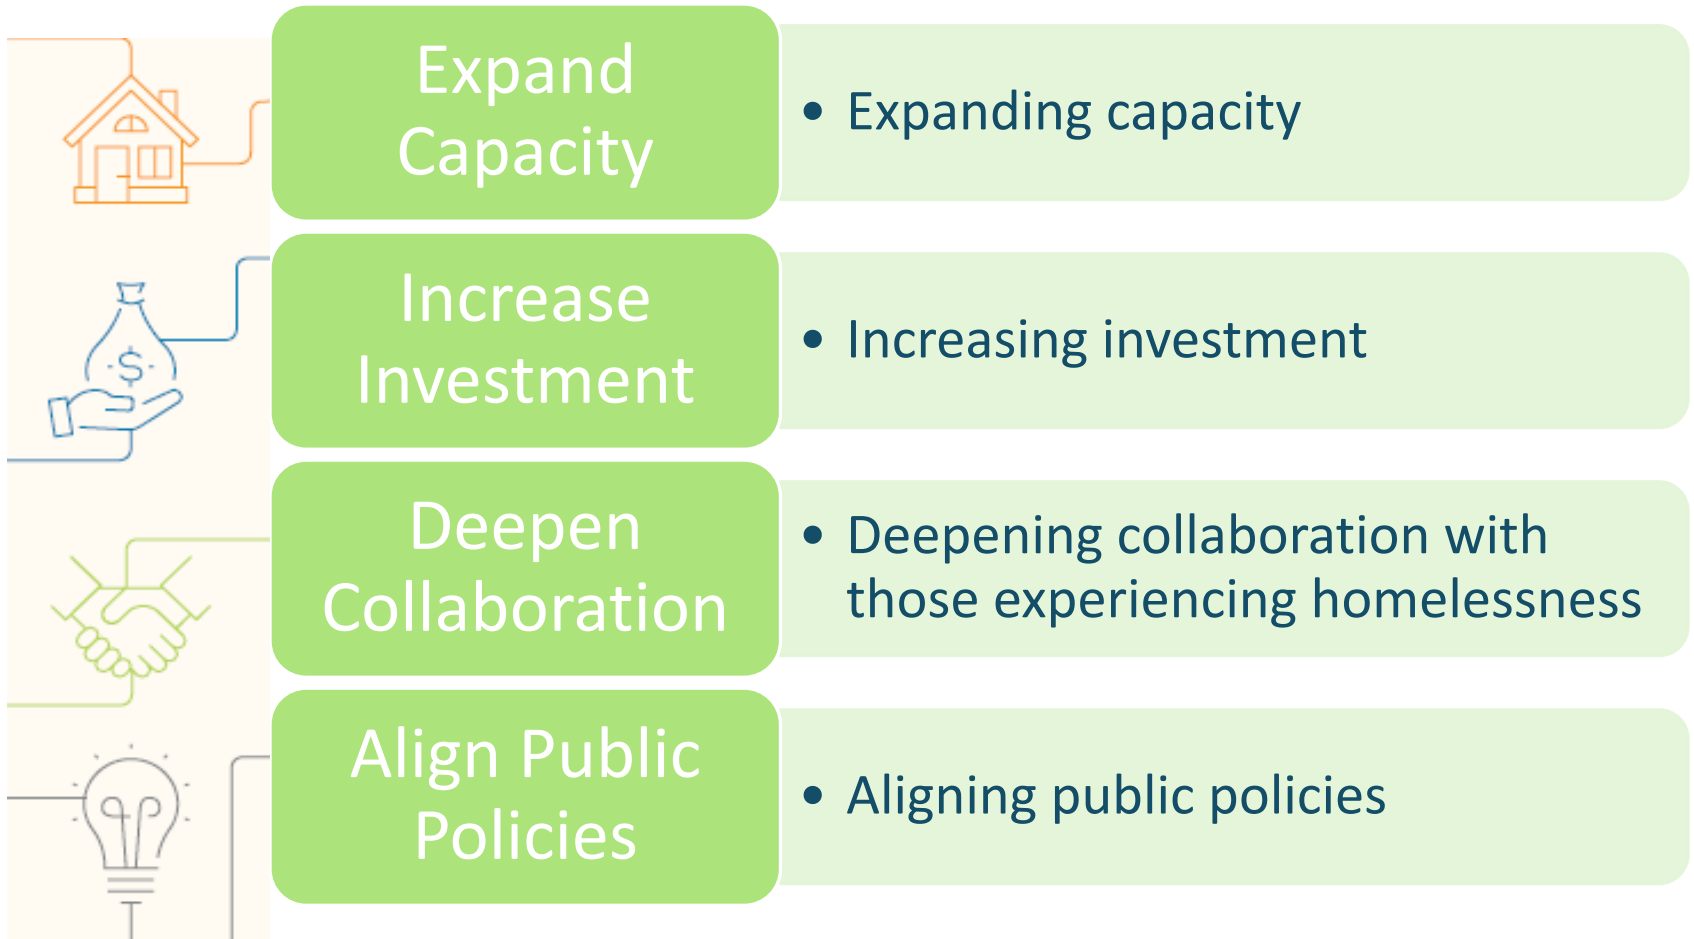 Expand
Capacity
• Expanding capacity
Increase
Investment
• Increasing investment
$
Deepen
Collaboration
• Deepening collaboration with
those experiencing homelessness
Align Public
Policies
• Aligning public policies